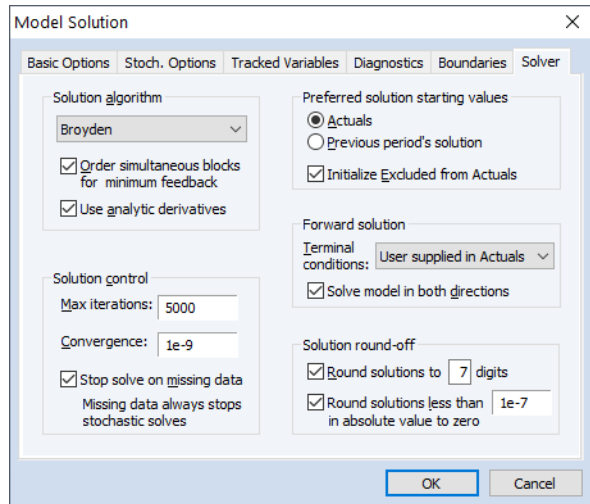 Model Solution
Basic Options Stoch. Options Tracked Variables Diagnostics Boundaries Solver
Solution algorithm
Broyden
Order simultaneous blocks
for minimum feedback
Use analytic derivatives
Solution control
Max iterations: 5000
Convergence: 1e-9
Stop solve on missing data
Missing data always stops
stochastic solves
Preferred solution starting values
Actuals
Previous period's solution
Initialize Excluded from Actuals
Forward solution
Terminal
conditions: User supplied in Actuals
Solve model in both directions
Solution round-off
Round solutions to 7 digits
Round solutions less than 1e-7
in absolute value to zero
OK Cancel